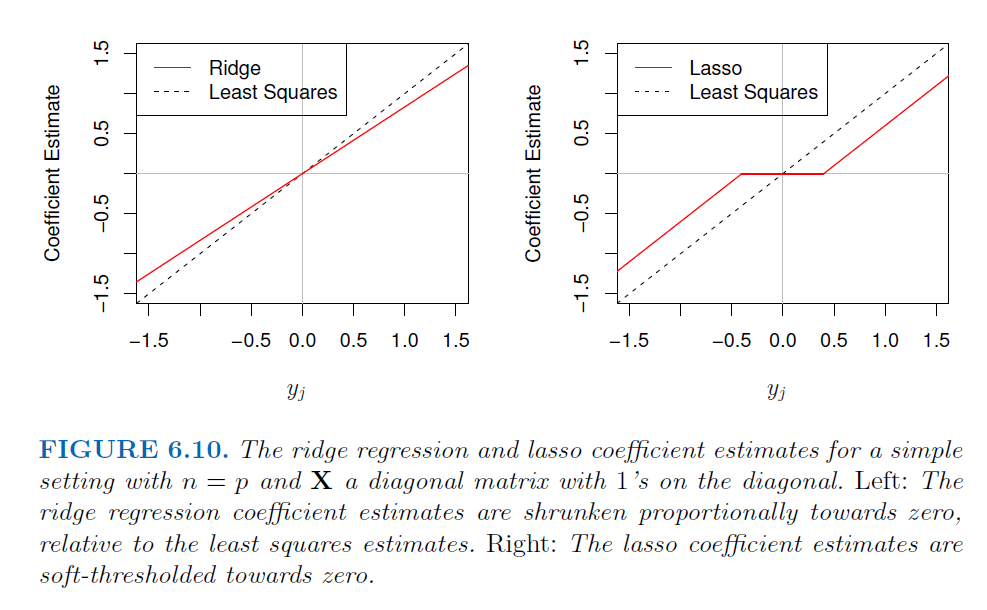 Coefficient Estimate
1.5
0.5
−0.5
−1.5
Ridge
Least Squares
−1.5
−0.5
0.0
0.5
1.0
1.5
yj
Coefficient Estimate
1.5
0.5
−0.5
−1.5
Lasso
Least Squares
−1.5
−0.5
0.0
0.5
1.0
1.5
yj
FIGURE 6.10. The ridge regression and lasso coefficient estimates for a simple
setting with n = p and X a diagonal matrix with 1’s on the diagonal. Left: The
ridge regression coefficient estimates are shrunken proportionally towards zero,
relative to the least squares estimates. Right: The lasso coefficient estimates are
soft-thresholded towards zero.